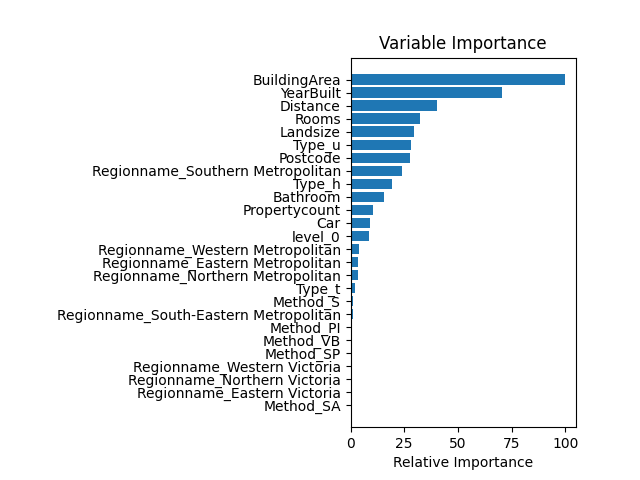 Variable Importance
BuildingArea
YearBuilt
Distance
Rooms
Landsize
Type_u
Postcode
Regionname_Southern Metropolitan
Type_h
Bathroom
Propertycount
Car
level_0
Regionname_Western Metropolitan
Regionname_Eastern Metropolitan
Regionname_Northern Metropolitan
Type_t
Method_S
Regionname_South-Eastern Metropolitan
Method_PI
Method_VB
Method_SP
Regionname_Western Victoria
Regionname_Northern Victoria
Regionname_Eastern Victoria
Method_SA
0 25 50 75 100
Relative Importance